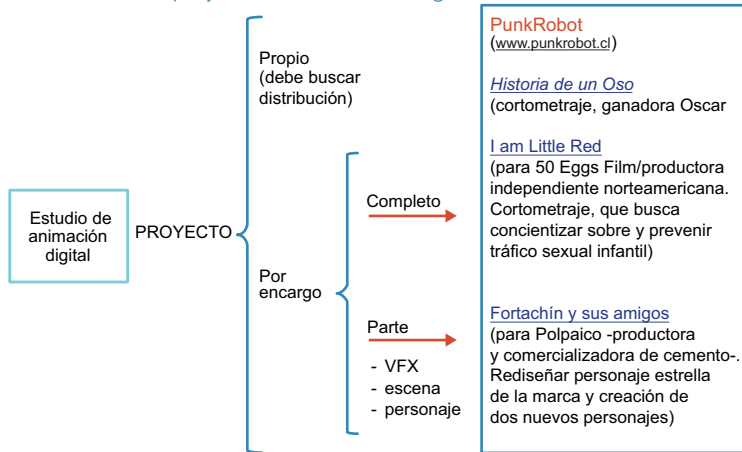 Estudio de
animación
digital
PROYECTO
Propio
(debe buscar
distribución)
Por
encargo
Completo
Parte
- VFX
- escena
- personaje
PunkRobot
(www.punkrobot.cl)
Historia de un Oso
(cortometraje, ganadora Oscar
I am Little Red
(para 50 Eggs Film/productora
independiente norteamericana.
Cortometraje, que busca
concientizar sobre y prevenir
tráfico sexual infantil)
Fortachín y sus amigos
(para Polpaico -productora
y comercializadora de cemento-.
Rediseñar personaje estrella
de la marca y creación de
dos nuevos personajes)